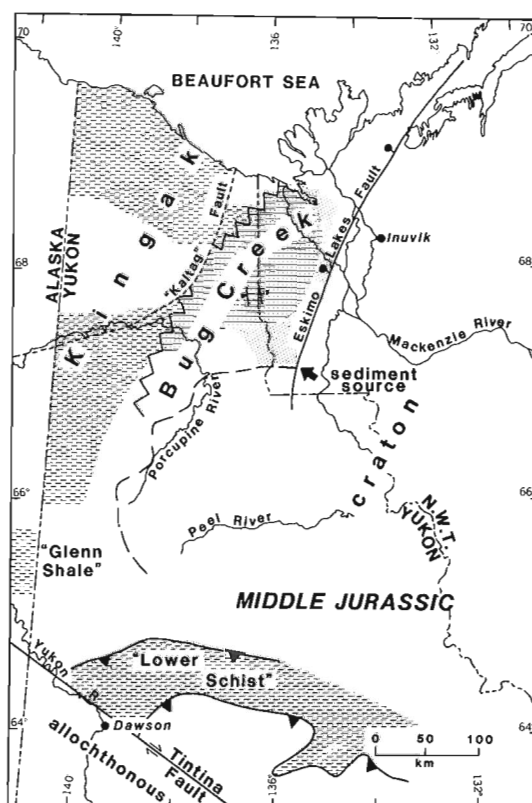 70
140°
136
132
70
BEAUFORT SEA
Kingak
"Kaltag" Fault
Bug Creek
Eskimo Lakes Fault
Inuvik
ALASKA
YUKON
68
68
Mackenzie River
sediment
source
Porcupine River
craton
66°
66
Peel River
N.W.T.
YUKON
"Glenn
Shale"
MIDDLE JURASSIC
Yukon R.
"Lower
Schist"
64
64°
Dawson
Tintina
Fault
allochthonous
0 50 100
km
140
136°
132°